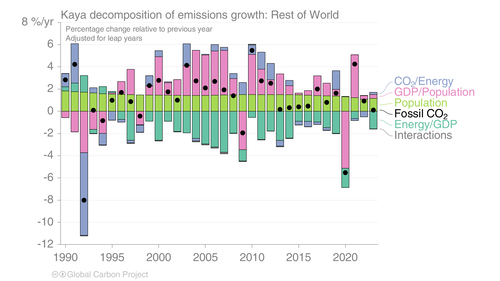 Kaya decomposition of emissions growth: Rest of World
8 %/yr
Percentage change relative to previous year
Adjusted for leap years
6
4
2
0
-2
-4
-6
-8
-10
-12
CO2/Energy
GDP/Population
Population
Fossil CO2
Energy/GDP
Interactions
1990 1995 2000 2005 2010 2015 2020
Global Carbon Project